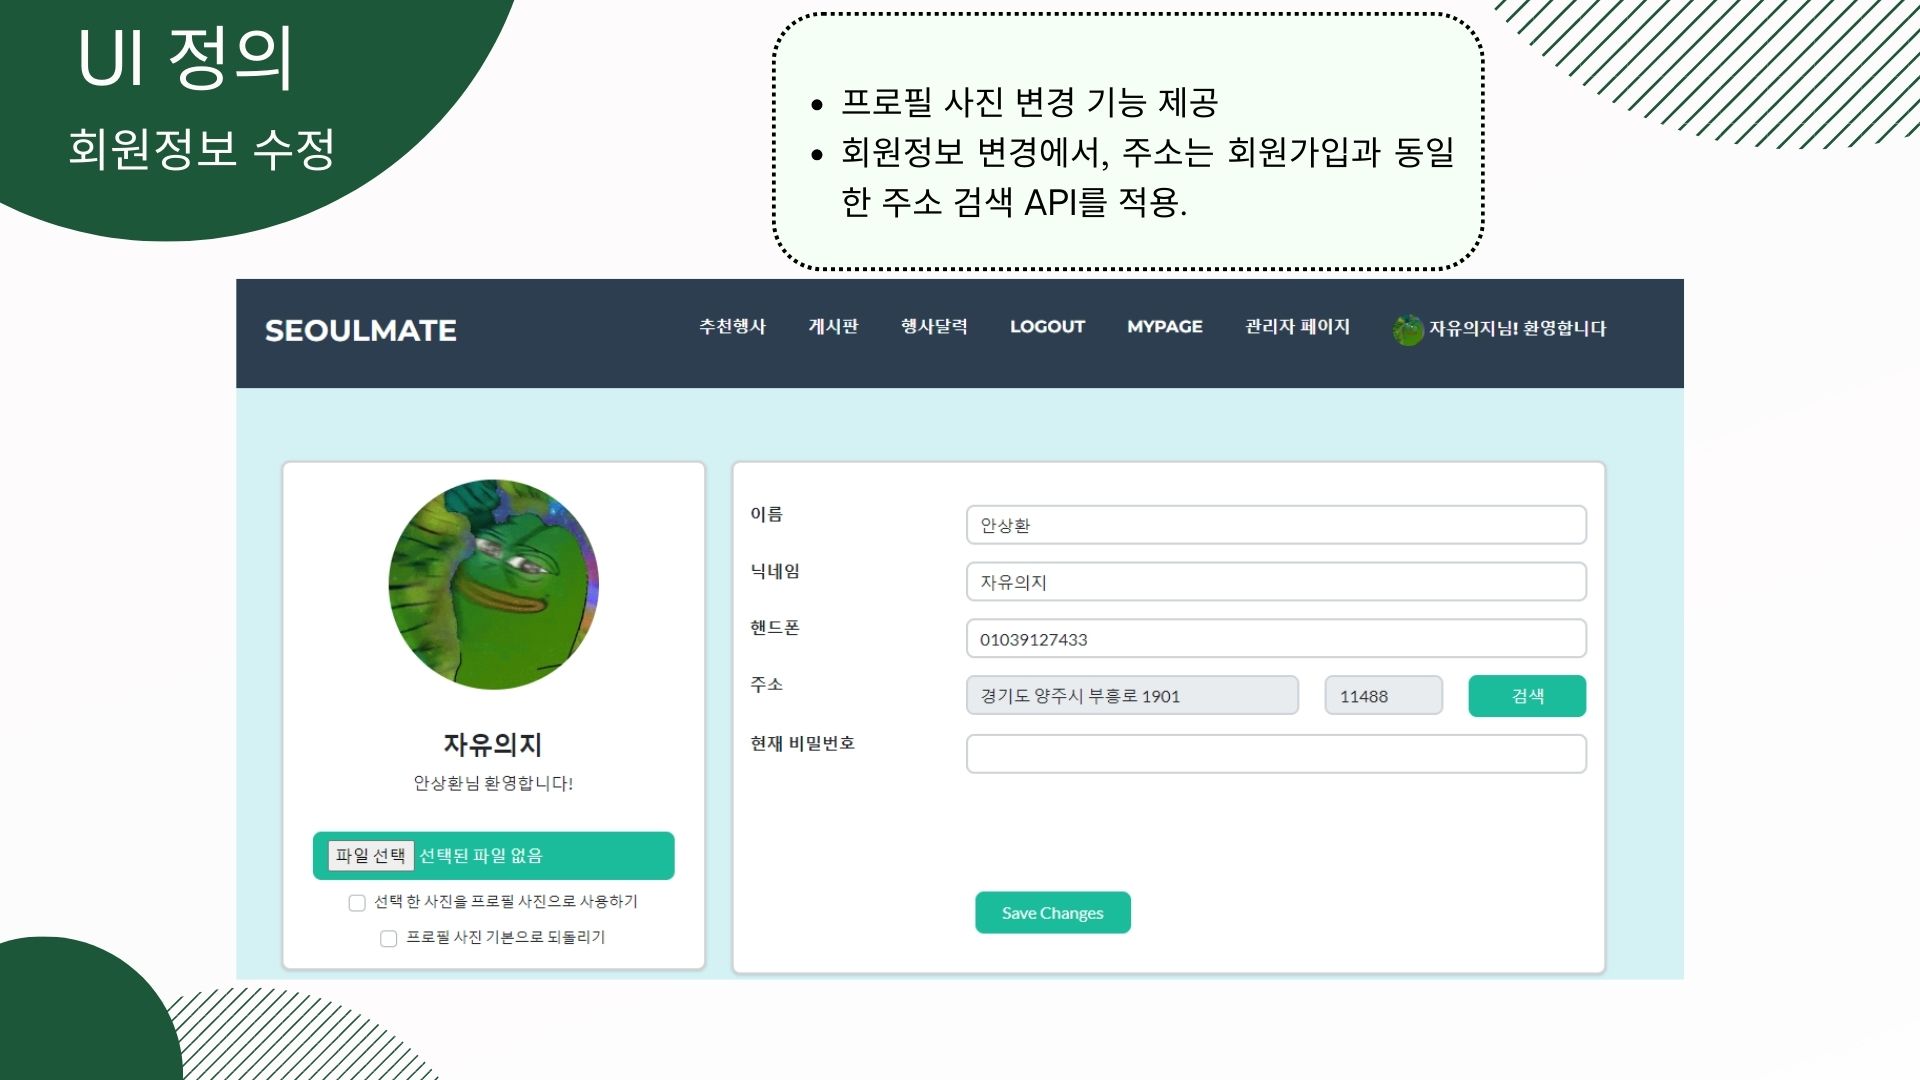 UI 정의
회원정보 수정
• 프로필 사진 변경 기능 제공
• 회원정보 변경에서, 주소는 회원가입과 동일
한 주소 검색 API를 적용.
SEOULMATE
추천행사 게시판 행사달력 LOGOUT MYPAGE 관리자 페이지 자유의지님! 환영합니다
자유의지
안상환님 환영합니다!
파일 선택 선택된 파일 없음
선택 한 사진을 프로필 사진으로 사용하기
프로필 사진 기본으로 되돌리기
이름 안상환
닉네임 자유의지
핸드폰 01039127433
주소 경기도 양주시 부흥로 1901 11488 검색
현재 비밀번호
Save Changes